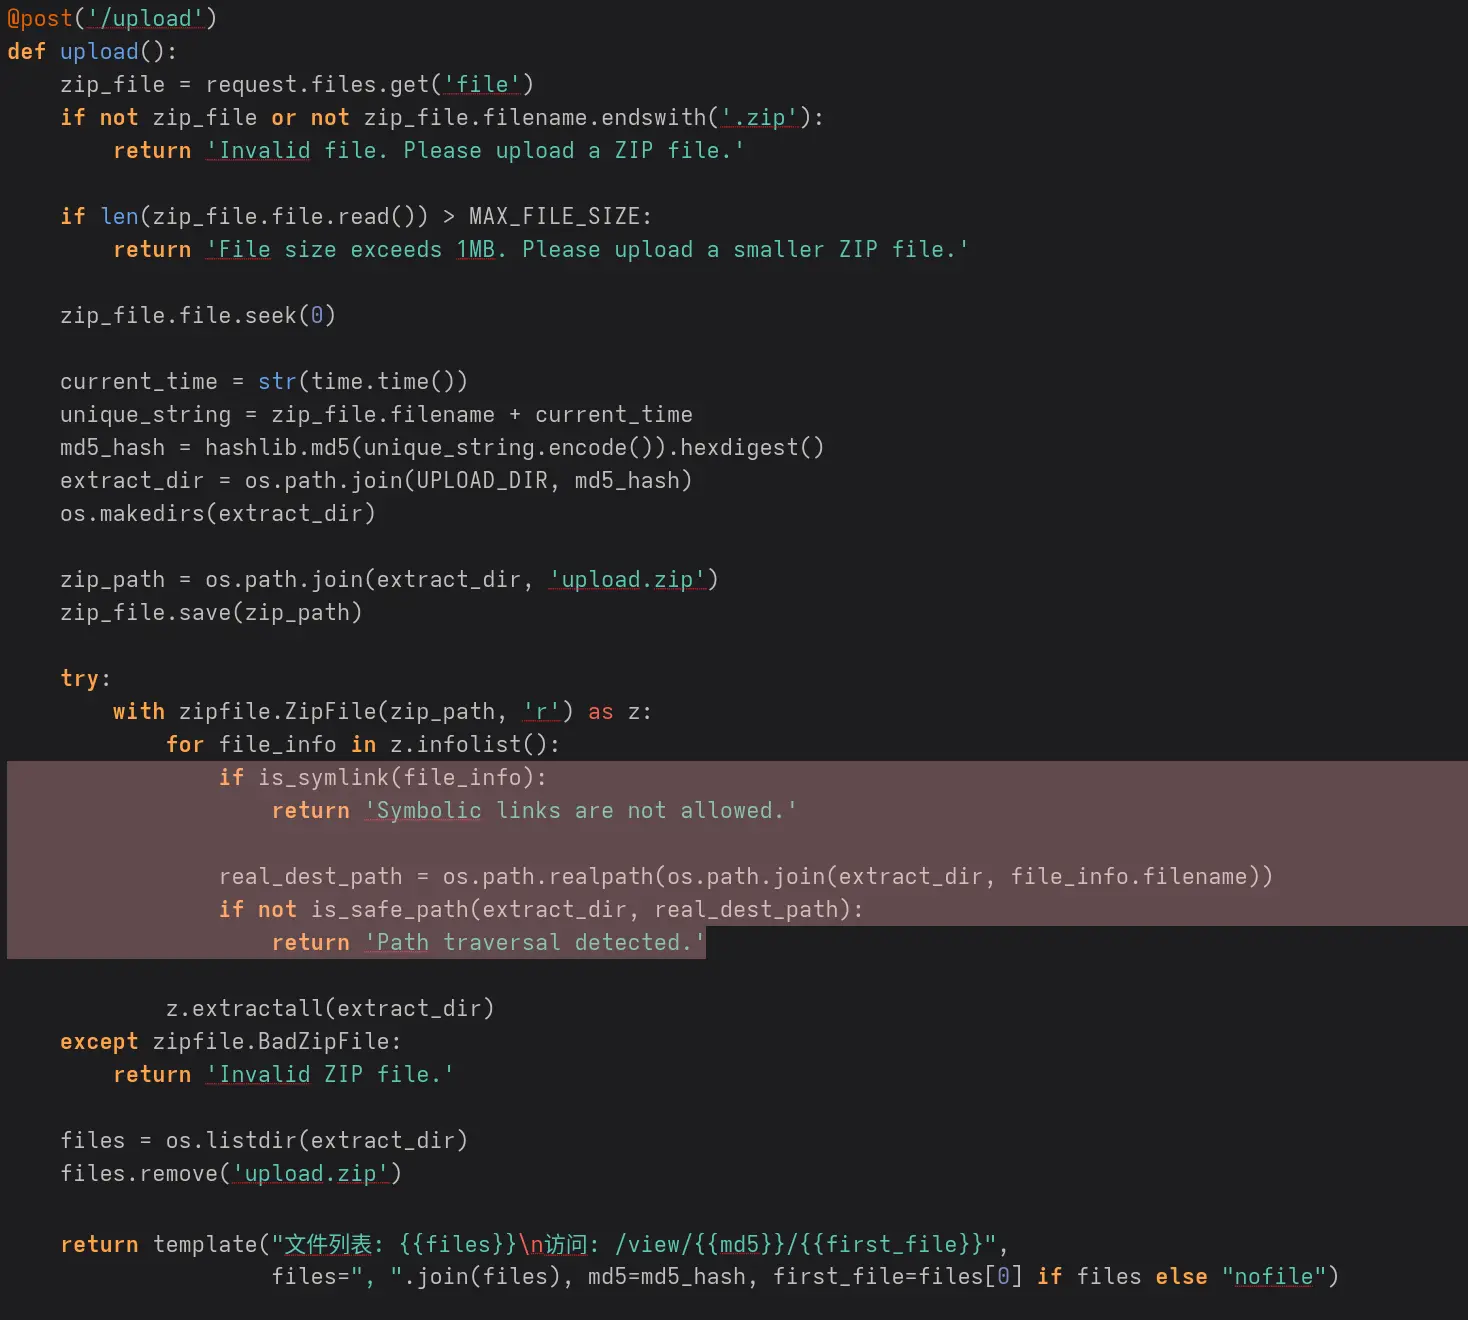 @post('/upload')
def upload():
    zip_file = request.files.get('file')
    if not zip_file or not zip_file.filename.endswith('.zip'):
        return 'Invalid file. Please upload a ZIP file.'

    if len(zip_file.file.read()) > MAX_FILE_SIZE:
        return 'File size exceeds 1MB. Please upload a smaller ZIP file.'

    zip_file.file.seek(0)

    current_time = str(time.time())
    unique_string = zip_file.filename + current_time
    md5_hash = hashlib.md5(unique_string.encode()).hexdigest()
    extract_dir = os.path.join(UPLOAD_DIR, md5_hash)
    os.makedirs(extract_dir)

    zip_path = os.path.join(extract_dir, 'upload.zip')
    zip_file.save(zip_path)

    try:
        with zipfile.ZipFile(zip_path, 'r') as z:
            for file_info in z.infolist():
                if is_symlink(file_info):
                    return 'Symbolic links are not allowed.'

                real_dest_path = os.path.realpath(os.path.join(extract_dir, file_info.filename))
                if not is_safe_path(extract_dir, real_dest_path):
                    return 'Path traversal detected.'

            z.extractall(extract_dir)
    except zipfile.BadZipFile:
        return 'Invalid ZIP file.'

    files = os.listdir(extract_dir)
    files.remove('upload.zip')

    return template("文件列表: {{files}}\n访问: /view/{{md5}}/{{first_file}}",
                    files=", ".join(files), md5=md5_hash, first_file=files[0] if files else "nofile")